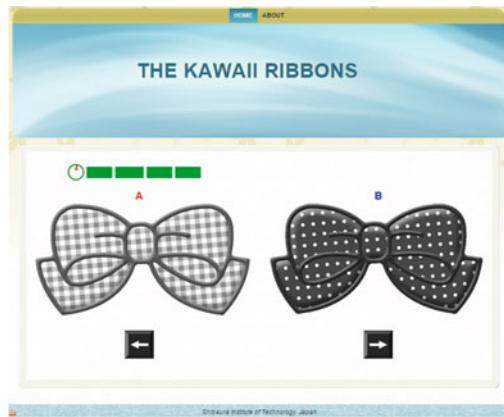 HOME ABOUT
THE KAWAII RIBBONS
A B
Shibaura Institute of Technology, Japan